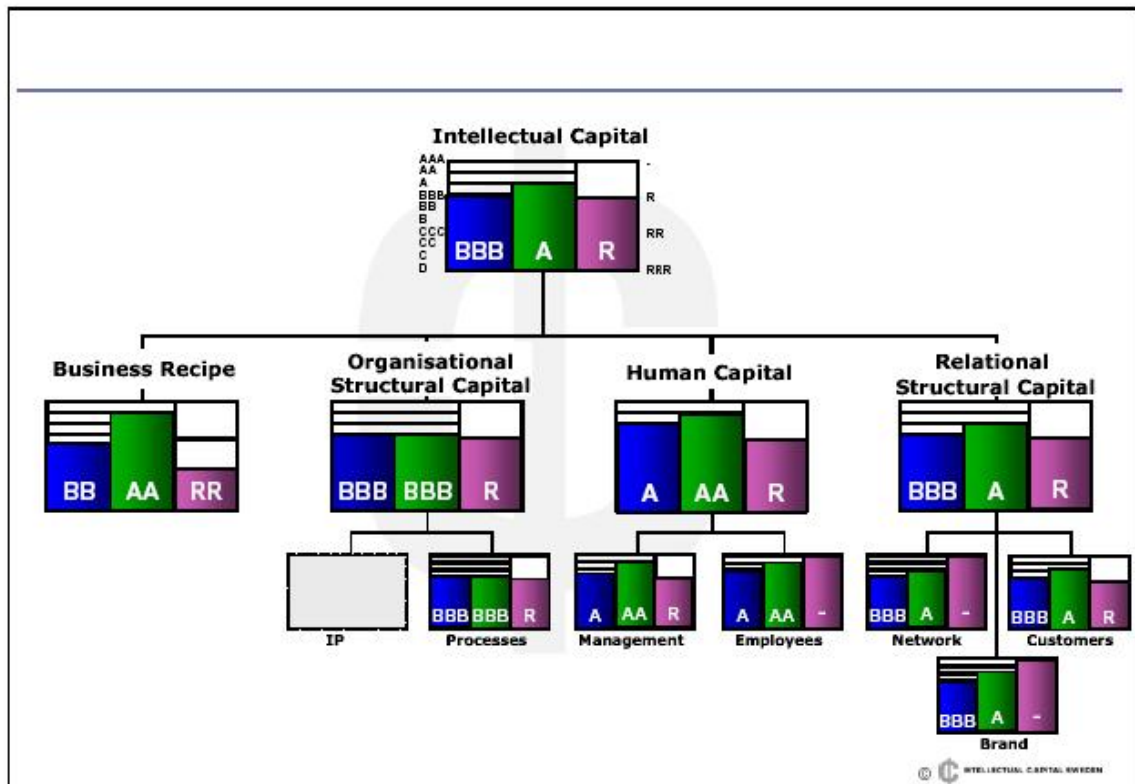 Intellectual Capital
AAA
AA
A
BBB
BB
B
CCC
CC
C
D
BBB A R
-
R
RR
RRR
Business Recipe
BB AA RR
Organisational
Structural Capital
BBB BBB R
Human Capital
A AA R
Relational
Structural Capital
BBB A R
IP
BBB BBB R
Processes
A AA R
Management
A AA -
Employees
BBB A -
Network
BBB A R
Customers
BBB A -
Brand
© INTELLECTUAL CAPITAL SWEDEN